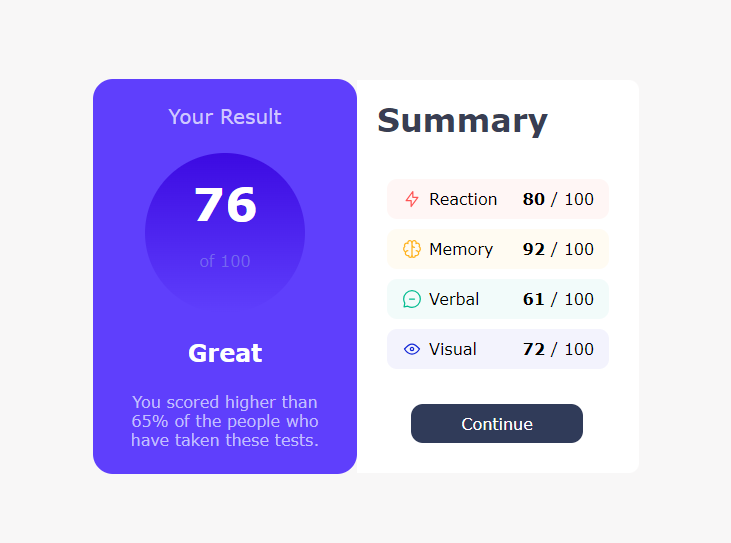 Your Result
76
of 100
Great
You scored higher than
65% of the people who
have taken these tests.
Summary
Reaction 80 / 100
Memory 92 / 100
Verbal 61 / 100
Visual 72 / 100
Continue